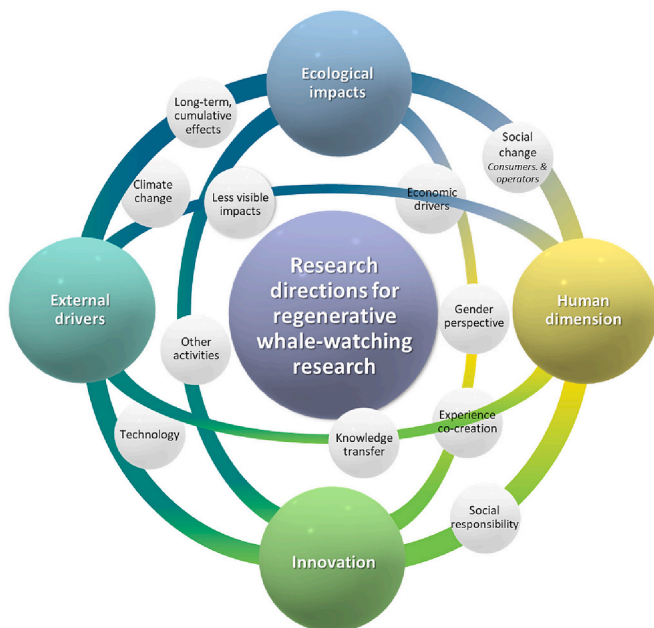 Ecological
impacts
Long-term,
cumulative
effects
Social
change
Consumers. &
operators
Climate
change
Less visible
impacts
Economic
drivers
External
drivers
Research
directions for
regenerative
whale-watching
research
Human
dimension
Gender
perspective
Other
activities
Technology
Knowledge
transfer
Experience
co-creation
Social
responsibility
Innovation